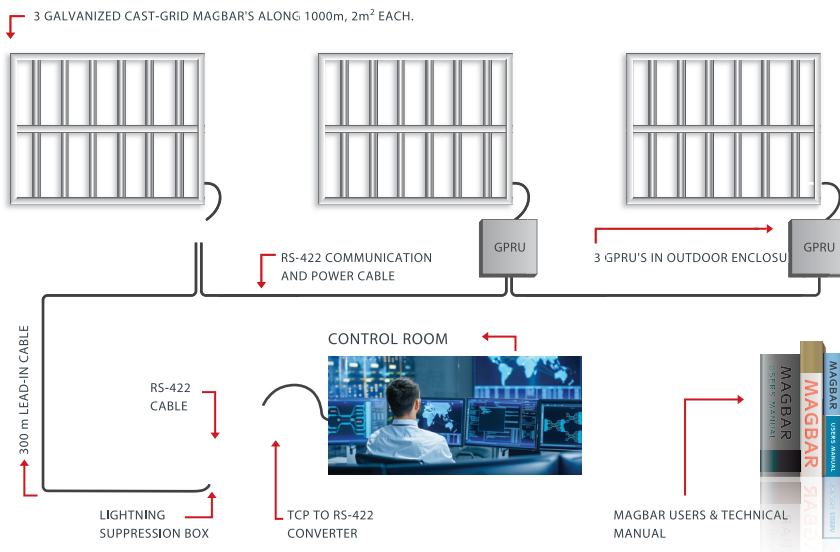 3 GALVANIZED CAST-GRID MAGBAR'S ALONG 1000m, 2m² EACH.
GPRU
GPRU
RS-422 COMMUNICATION
AND POWER CABLE
3 GPRU'S IN OUTDOOR ENCLOSU
300 m LEAD-IN CABLE
CONTROL ROOM
RS-422
CABLE
LIGHTNING
SUPPRESSION BOX
TCP TO RS-422
CONVERTER
MAGBAR USERS & TECHNICAL
MANUAL
MAGBAR
USERS MANUAL
MAGBAR
MAGBAR
USERS MANUAL